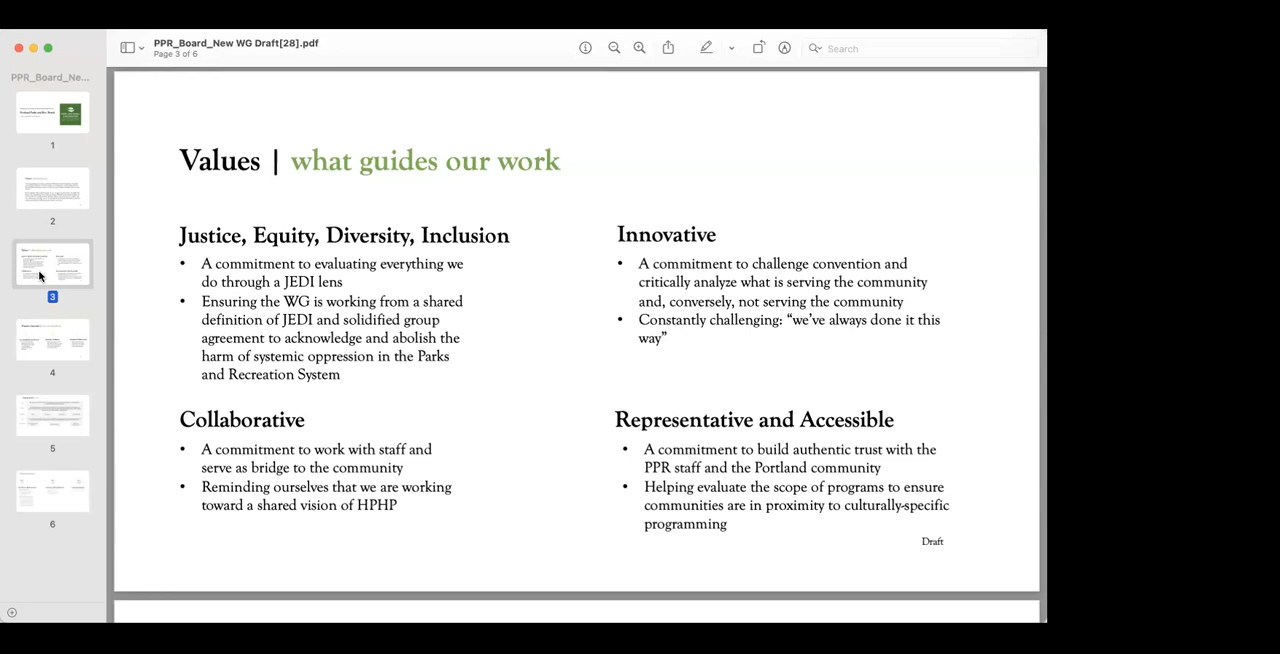 PPR_Board_New WG Draft[28].pdf
Page 3 of 6
Search
PPR_Board_Ne...
1
2
3
4
5
6
Values | what guides our work
Justice, Equity, Diversity, Inclusion
• A commitment to evaluating everything we
do through a JEDI lens
• Ensuring the WG is working from a shared
definition of JEDI and solidified group
agreement to acknowledge and abolish the
harm of systemic oppression in the Parks
and Recreation System
Innovative
• A commitment to challenge convention and
critically analyze what is serving the community
and, conversely, not serving the community
• Constantly challenging: “we’ve always done it this
way”
Collaborative
• A commitment to work with staff and
serve as bridge to the community
• Reminding ourselves that we are working
toward a shared vision of HPHP
Representative and Accessible
• A commitment to build authentic trust with the
PPR staff and the Portland community
• Helping evaluate the scope of programs to ensure
communities are in proximity to culturally-specific
programming
Draft